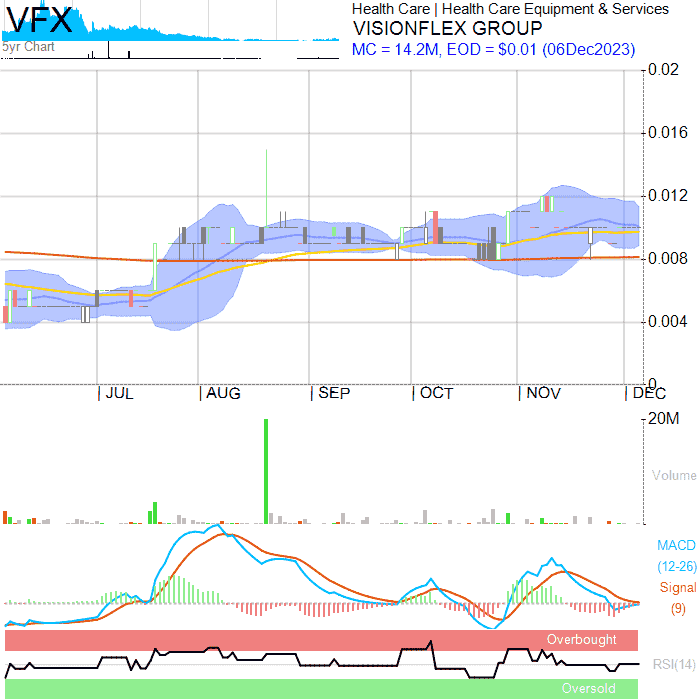 VFX
5yr Chart
Health Care | Health Care Equipment & Services
VISIONFLEX GROUP
MC = 14.2M, EOD = $0.01 (06Dec2023)
0.02
0.016
0.012
0.008
0.004
0
JUL AUG SEP OCT NOV DEC
20M
Volume
MACD
(12-26)
Signal
(9)
Overbought
RSI(14)
Oversold